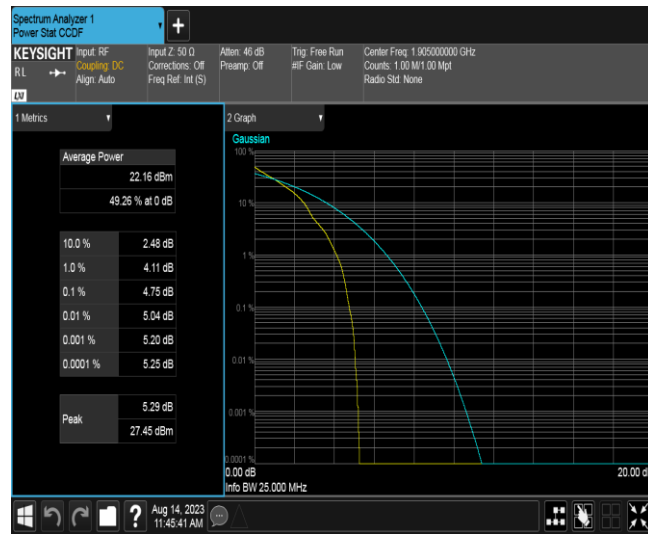 Spectrum Analyzer 1
Power Stat CCDF
+
KEYSIGHT
RL
LXI
Input: RF
Coupling: DC
Align: Auto
Input Z: 50 Ω
Corrections: Off
Freq Ref: Int (S)
Atten: 46 dB
Preamp: Off
Trig: Free Run
#IF Gain: Low
Center Freq: 1.905000000 GHz
Counts: 1.00 M/1.00 Mpt
Radio Std: None
1 Metrics
Average Power
22.16 dBm
49.26 % at 0 dB
10.0 % 2.48 dB
1.0 % 4.11 dB
0.1 % 4.75 dB
0.01 % 5.04 dB
0.001 % 5.20 dB
0.0001 % 5.25 dB
Peak
5.29 dB
27.45 dBm
2 Graph
Gaussian
100 %
10 %
1 %
0.1 %
0.01 %
0.001 %
0.0001 %
0.00 dB
20.00 d
Info BW 25.000 MHz
?
Aug 14, 2023
11:45:41 AM